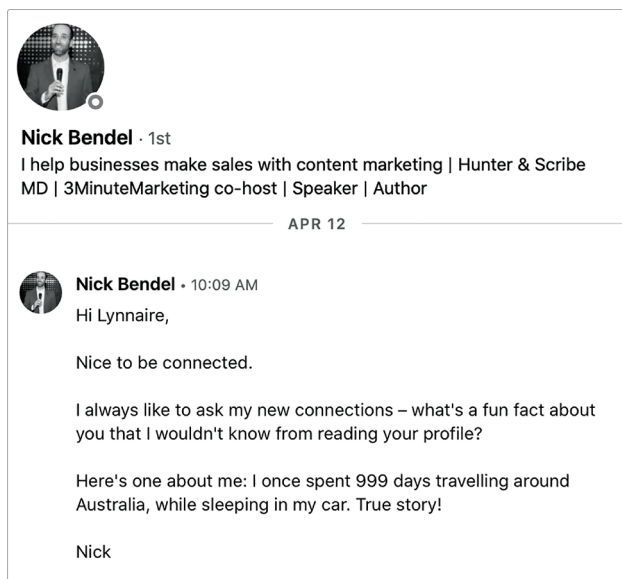 Nick Bendel · 1st
I help businesses make sales with content marketing | Hunter & Scribe
MD | 3MinuteMarketing co-host | Speaker | Author
APR 12
Nick Bendel • 10:09 AM
Hi Lynnaire,
Nice to be connected.
I always like to ask my new connections – what's a fun fact about
you that I wouldn't know from reading your profile?
Here's one about me: I once spent 999 days travelling around
Australia, while sleeping in my car. True story!
Nick